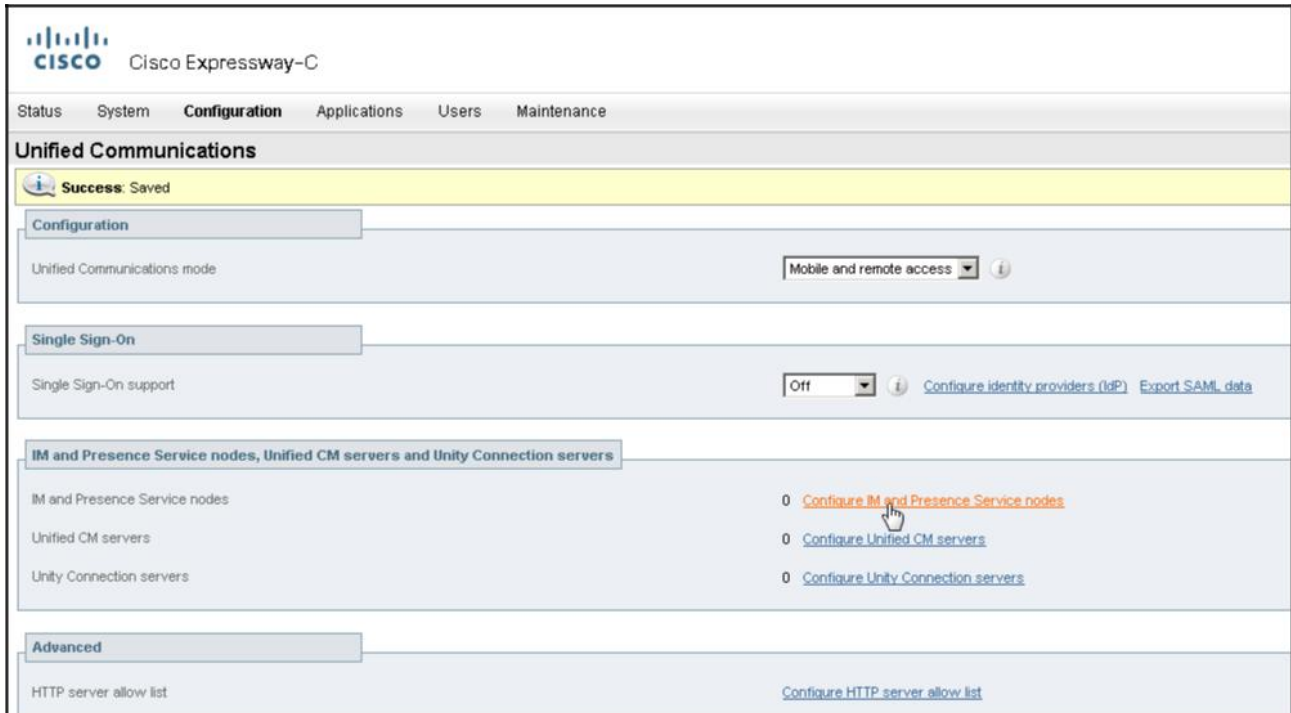 CISCO Cisco Expressway-C
Status System Configuration Applications Users Maintenance
Unified Communications
i Success: Saved
Configuration
Unified Communications mode Mobile and remote access i
Single Sign-On
Single Sign-On support Off i Configure identity providers (IdP) Export SAML data
IM and Presence Service nodes, Unified CM servers and Unity Connection servers
IM and Presence Service nodes 0 Configure IM and Presence Service nodes
Unified CM servers 0 Configure Unified CM servers
Unity Connection servers 0 Configure Unity Connection servers
Advanced
HTTP server allow list Configure HTTP server allow list